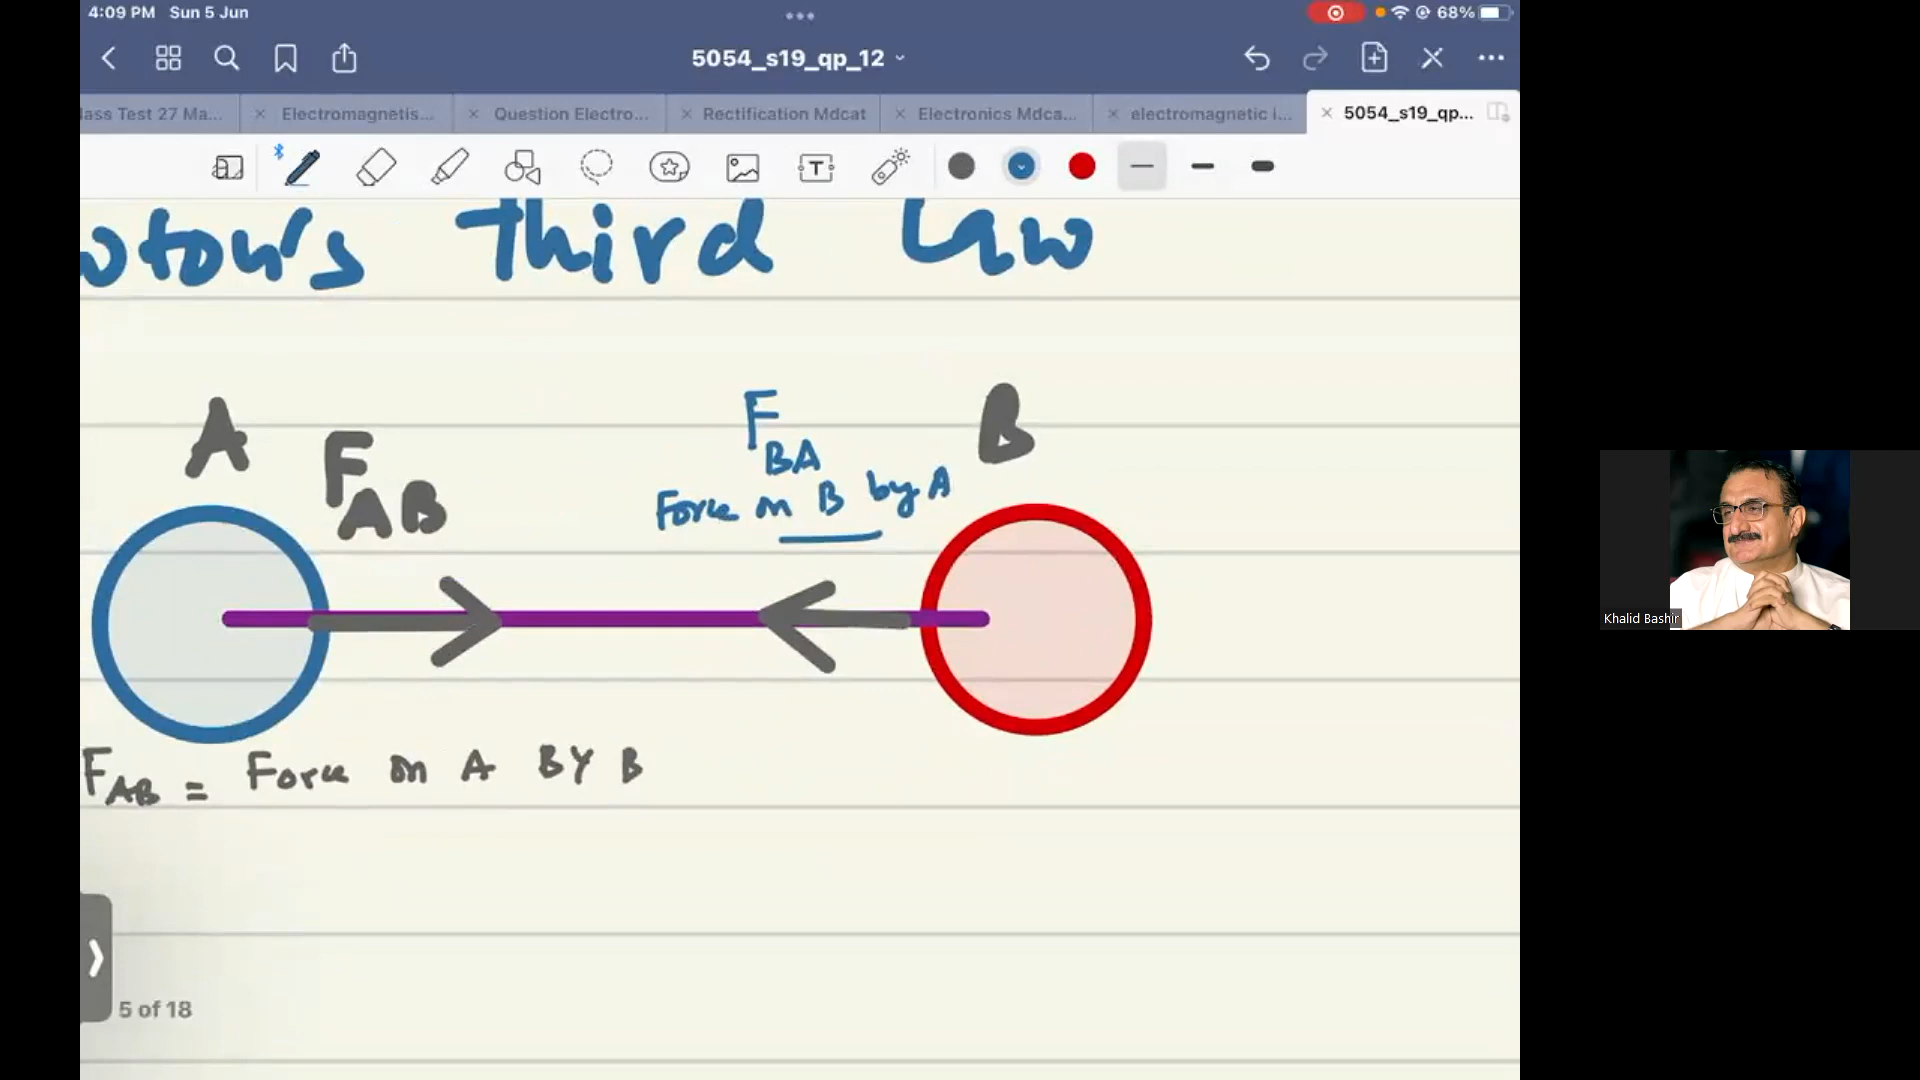 4:09 PM Sun 5 Jun
68%
5054_s19_qp_12
lass Test 27 Ma...
Electromagnetis...
Question Electro...
Rectification Mdcat
Electronics Mdca...
electromagnetic i...
5054_s19_qp...
T
wton's Third Law
A
F AB
F BA
B
Force on B by A
F AB = Force on A BY B
Khalid Bashir
5 of 18